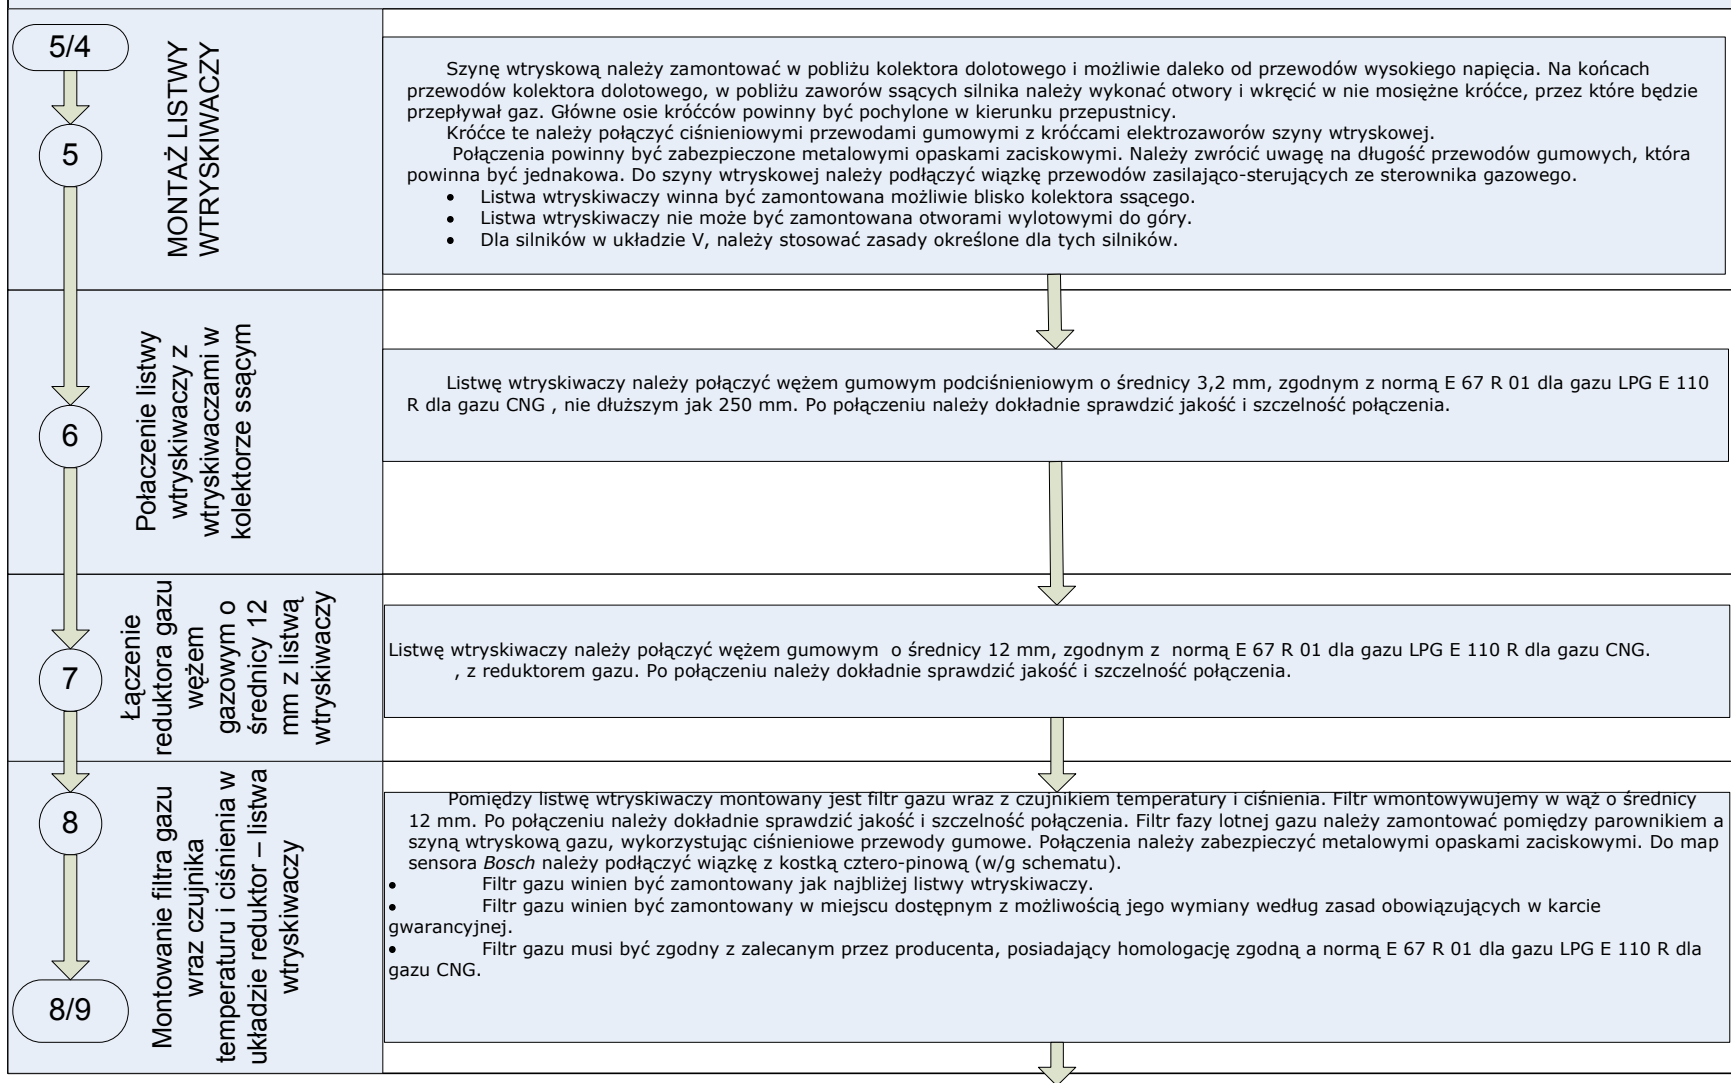 5/4
MONTAŻ LISTWY
WTRYSKIWACZY
5
Szynę wtryskową należy zamontować w pobliżu kolektora dolotowego i możliwie daleko od przewodów wysokiego napięcia. Na końcach
przewodów kolektora dolotowego, w pobliżu zaworów ssących silnika należy wykonać otwory i wkręcić w nie mosiężne króćce, przez które będzie
przepływał gaz. Główne osie króćców powinny być pochylone w kierunku przepustnicy.
Króćce te należy połączyć ciśnieniowymi przewodami gumowymi z króćcami elektrozaworów szyny wtryskowej.
Połączenia powinny być zabezpieczone metalowymi opaskami zaciskowymi. Należy zwrócić uwagę na długość przewodów gumowych, która
powinna być jednakowa. Do szyny wtryskowej należy podłączyć wiązkę przewodów zasilająco-sterujących ze sterownika gazowego.
• Listwa wtryskiwaczy winna być zamontowana możliwie blisko kolektora ssącego.
• Listwa wtryskiwaczy nie może być zamontowana otworami wylotowymi do góry.
• Dla silników w układzie V, należy stosować zasady określone dla tych silników.
6
Połaczenie listwy
wtryskiwaczy z
wtryskiwaczami w
kolektorze ssącym
Listwę wtryskiwaczy należy połączyć wężem gumowym podciśnieniowym o średnicy 3,2 mm, zgodnym z normą E 67 R 01 dla gazu LPG E 110
R dla gazu CNG , nie dłuższym jak 250 mm. Po połączeniu należy dokładnie sprawdzić jakość i szczelność połączenia.
7
Łączenie
reduktora gazu
wężem
gazowym o
średnicy 12
mm z listwą
wtryskiwaczy
Listwę wtryskiwaczy należy połączyć wężem gumowym o średnicy 12 mm, zgodnym z normą E 67 R 01 dla gazu LPG E 110 R dla gazu CNG.
, z reduktorem gazu. Po połączeniu należy dokładnie sprawdzić jakość i szczelność połączenia.
8
Montowanie filtra gazu
wraz czujnika
temperaturu i ciśnienia w
układzie reduktor – listwa
wtryskiwaczy
Pomiędzy listwę wtryskiwaczy montowany jest filtr gazu wraz z czujnikiem temperatury i ciśnienia. Filtr wmontowywujemy w wąż o średnicy
12 mm. Po połączeniu należy dokładnie sprawdzić jakość i szczelność połączenia. Filtr fazy lotnej gazu należy zamontować pomiędzy parownikiem a
szyną wtryskową gazu, wykorzystując ciśnieniowe przewody gumowe. Połączenia należy zabezpieczyć metalowymi opaskami zaciskowymi. Do map
sensora Bosch należy podłączyć wiązkę z kostką cztero-pinową (w/g schematu).
• Filtr gazu winien być zamontowany jak najbliżej listwy wtryskiwaczy.
• Filtr gazu winien być zamontowany w miejscu dostępnym z możliwością jego wymiany według zasad obowiązujących w karcie
gwarancyjnej.
• Filtr gazu musi być zgodny z zalecanym przez producenta, posiadający homologację zgodną a normą E 67 R 01 dla gazu LPG E 110 R dla
gazu CNG.
8/9